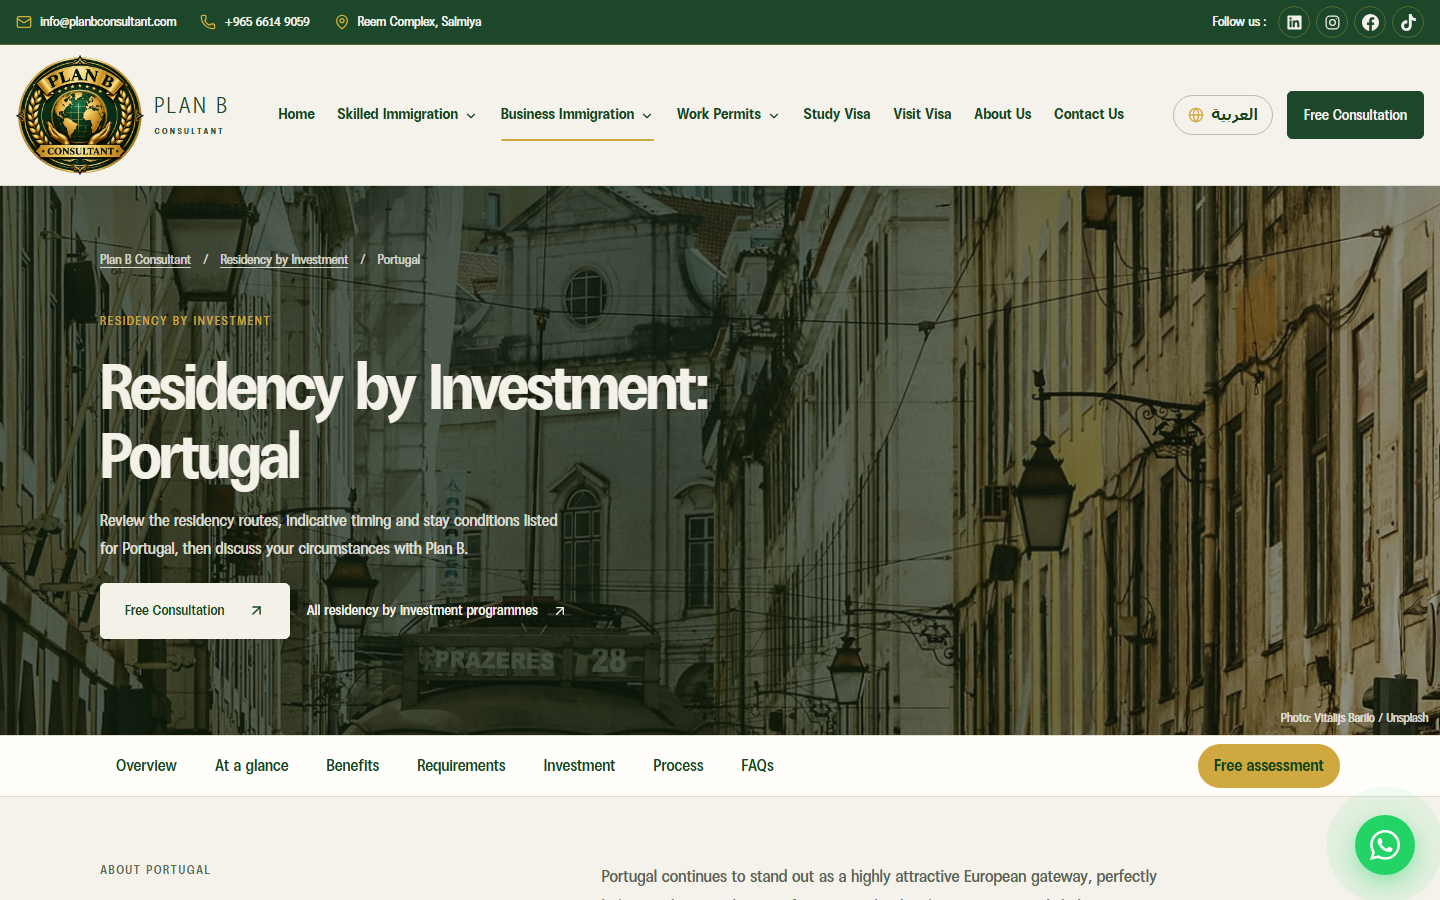 info@planbconsultant.com
+965 6614 9059
Reem Complex, Salmiya
Follow us :
PLAN B
CONSULTANT
PLAN B
CONSULTANT
Home
Skilled Immigration
Business Immigration
Work Permits
Study Visa
Visit Visa
About Us
Contact Us
العربية
Free Consultation
Plan B Consultant / Residency by Investment / Portugal
RESIDENCY BY INVESTMENT
Residency by Investment:
Portugal
Review the residency routes, indicative timing and stay conditions listed
for Portugal, then discuss your circumstances with Plan B.
Free Consultation
All residency by investment programmes
PRAZERES 28
Photo: Vitalijs Barilo / Unsplash
Overview
At a glance
Benefits
Requirements
Investment
Process
FAQs
Free assessment
ABOUT PORTUGAL
Portugal continues to stand out as a highly attractive European gateway, perfectly